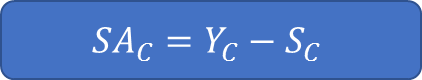 SA_C = Y_C − S_C